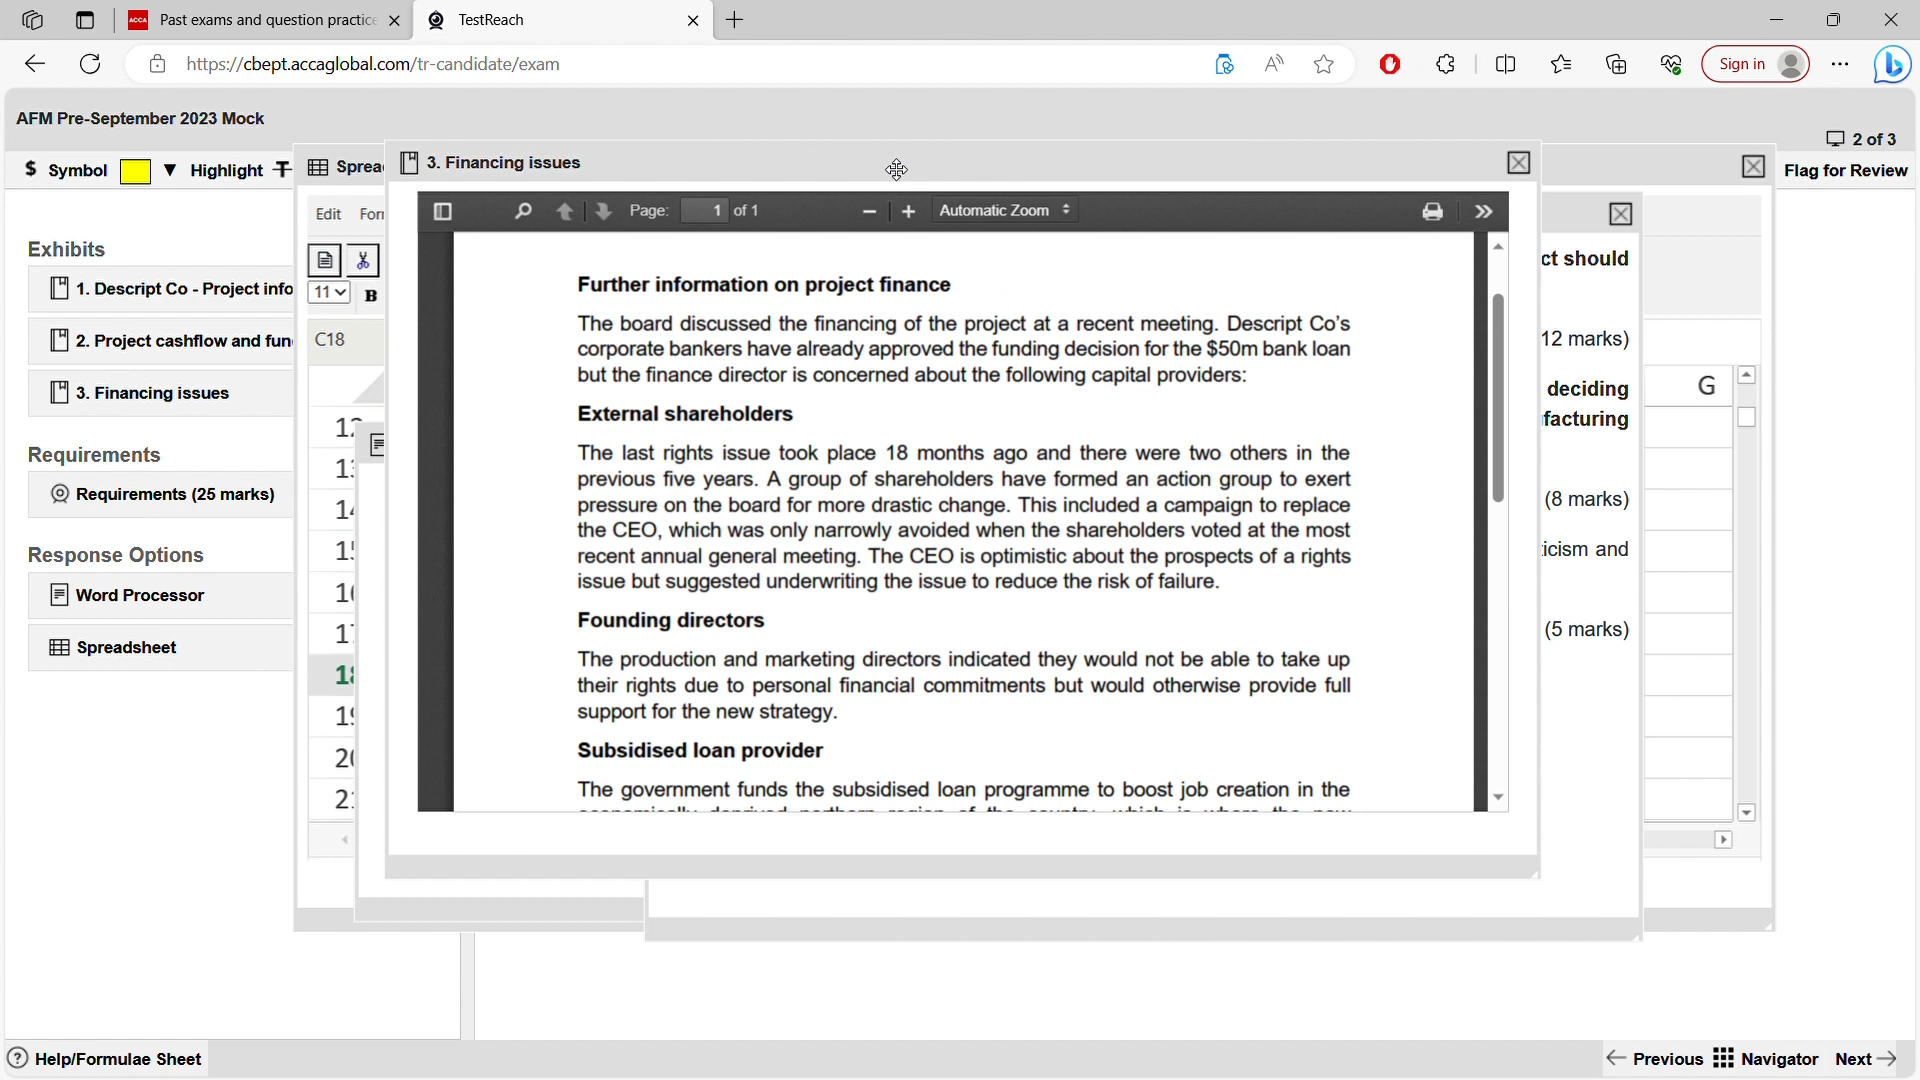 Past exams and question practice
TestReach
https://cbept.accaglobal.com/tr-candidate/exam
Sign in
AFM Pre-September 2023 Mock
2 of 3
$ Symbol
Highlight
Flag for Review
Exhibits
1. Descript Co - Project info
2. Project cashflow and fun
3. Financing issues
Requirements
Requirements (25 marks)
Response Options
Word Processor
Spreadsheet
Sprea
Edit For
11
B
C18
3. Financing issues
Page: 1 of 1
Automatic Zoom
Further information on project finance
The board discussed the financing of the project at a recent meeting. Descript Co's
corporate bankers have already approved the funding decision for the $50m bank loan
but the finance director is concerned about the following capital providers:
External shareholders
The last rights issue took place 18 months ago and there were two others in the
previous five years. A group of shareholders have formed an action group to exert
pressure on the board for more drastic change. This included a campaign to replace
the CEO, which was only narrowly avoided when the shareholders voted at the most
recent annual general meeting. The CEO is optimistic about the prospects of a rights
issue but suggested underwriting the issue to reduce the risk of failure.
Founding directors
The production and marketing directors indicated they would not be able to take up
their rights due to personal financial commitments but would otherwise provide full
support for the new strategy.
Subsidised loan provider
The government funds the subsidised loan programme to boost job creation in the
ct should
12 marks)
deciding
facturing
(8 marks)
icism and
(5 marks)
G
Help/Formulae Sheet
Previous
Navigator
Next